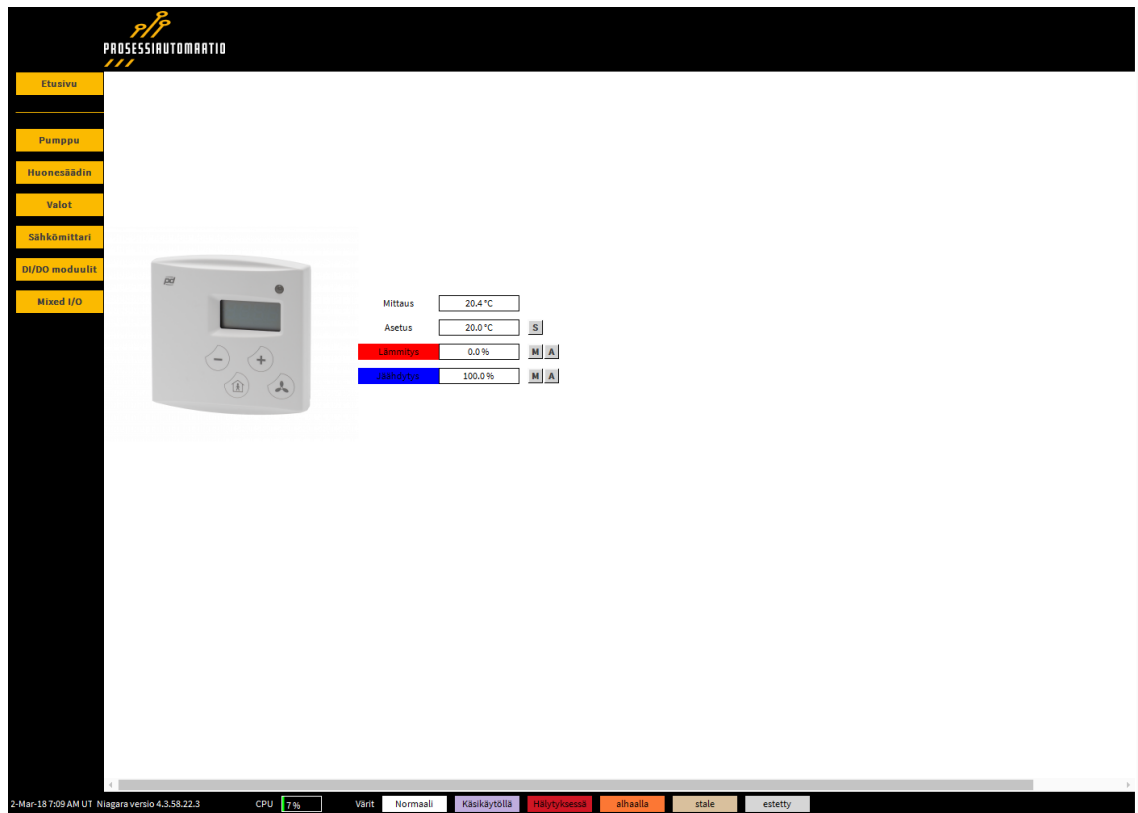 PROSESSIAUTOMAATIO
Etusivu
Pumppu
Huonesäädin
Valot
Sähkömittari
DI/DO moduulit
Mixed I/O
Mittaus 20.4 °C
Asetus 20.0 °C S
Lämmitys 0.0 % M A
Jäähdytys 100.0 % M A
2-Mar-18 7:09 AM UT Niagara versio 4.3.58.22.3 CPU 7 % Värit Normaali Käsikäytöllä Hälytyksessä alhaalla stale estetty